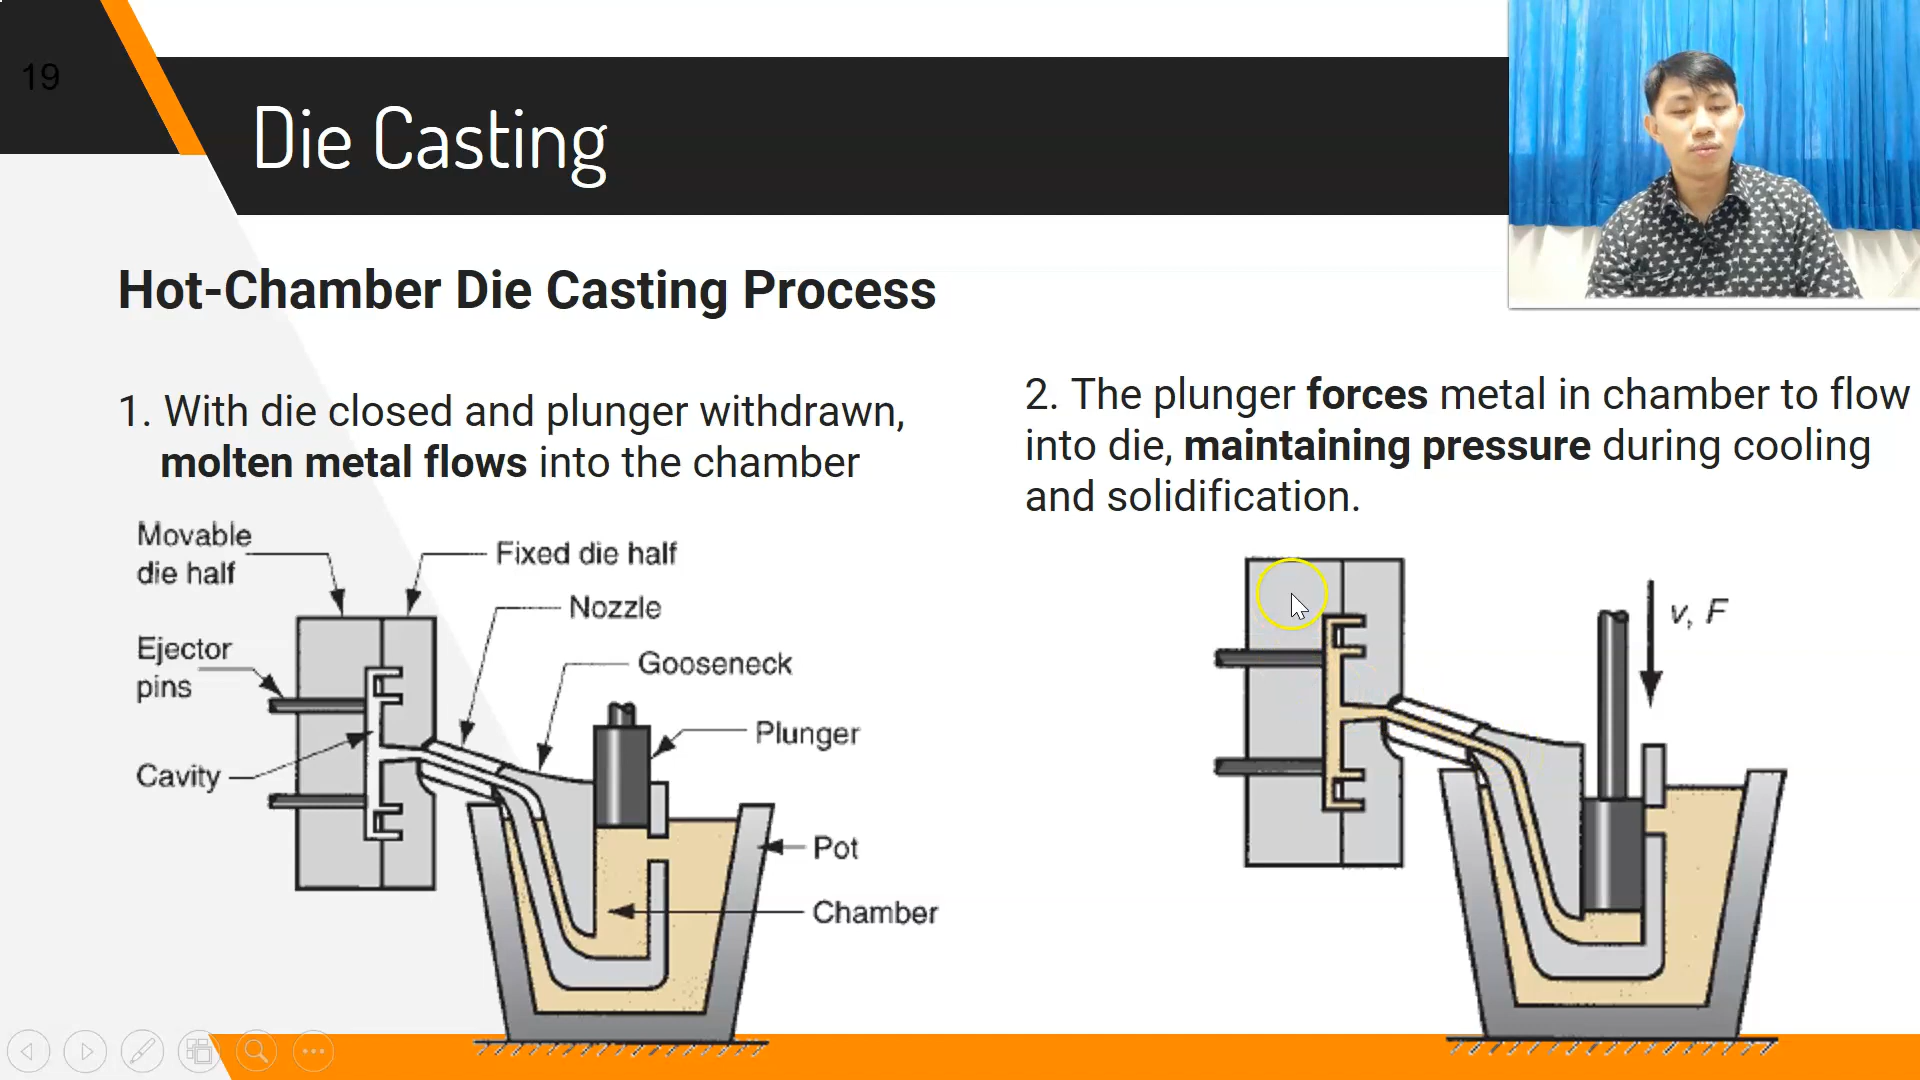 19
Die Casting
Hot-Chamber Die Casting Process
1. With die closed and plunger withdrawn,
molten metal flows into the chamber
2. The plunger forces metal in chamber to flow
into die, maintaining pressure during cooling
and solidification.
Movable
die half
Fixed die half
Nozzle
Ejector
pins
Gooseneck
Plunger
Cavity
Pot
Chamber
v, F